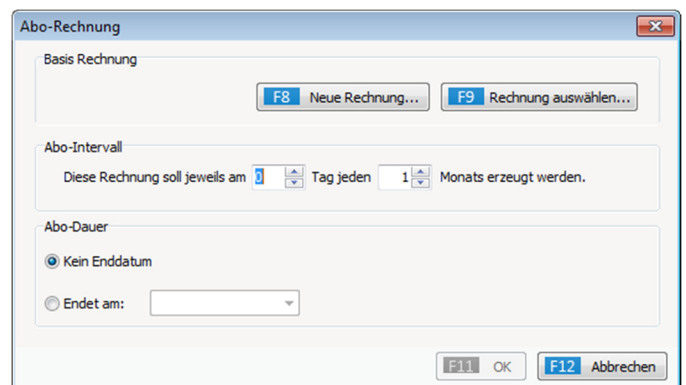 Abo-Rechnung
Basis Rechnung
F8 Neue Rechnung... F9 Rechnung auswählen...
Abo-Intervall
Diese Rechnung soll jeweils am 0 Tag jeden 1 Monats erzeugt werden.
Abo-Dauer
Kein Enddatum
Endet am:
F11 OK F12 Abbrechen